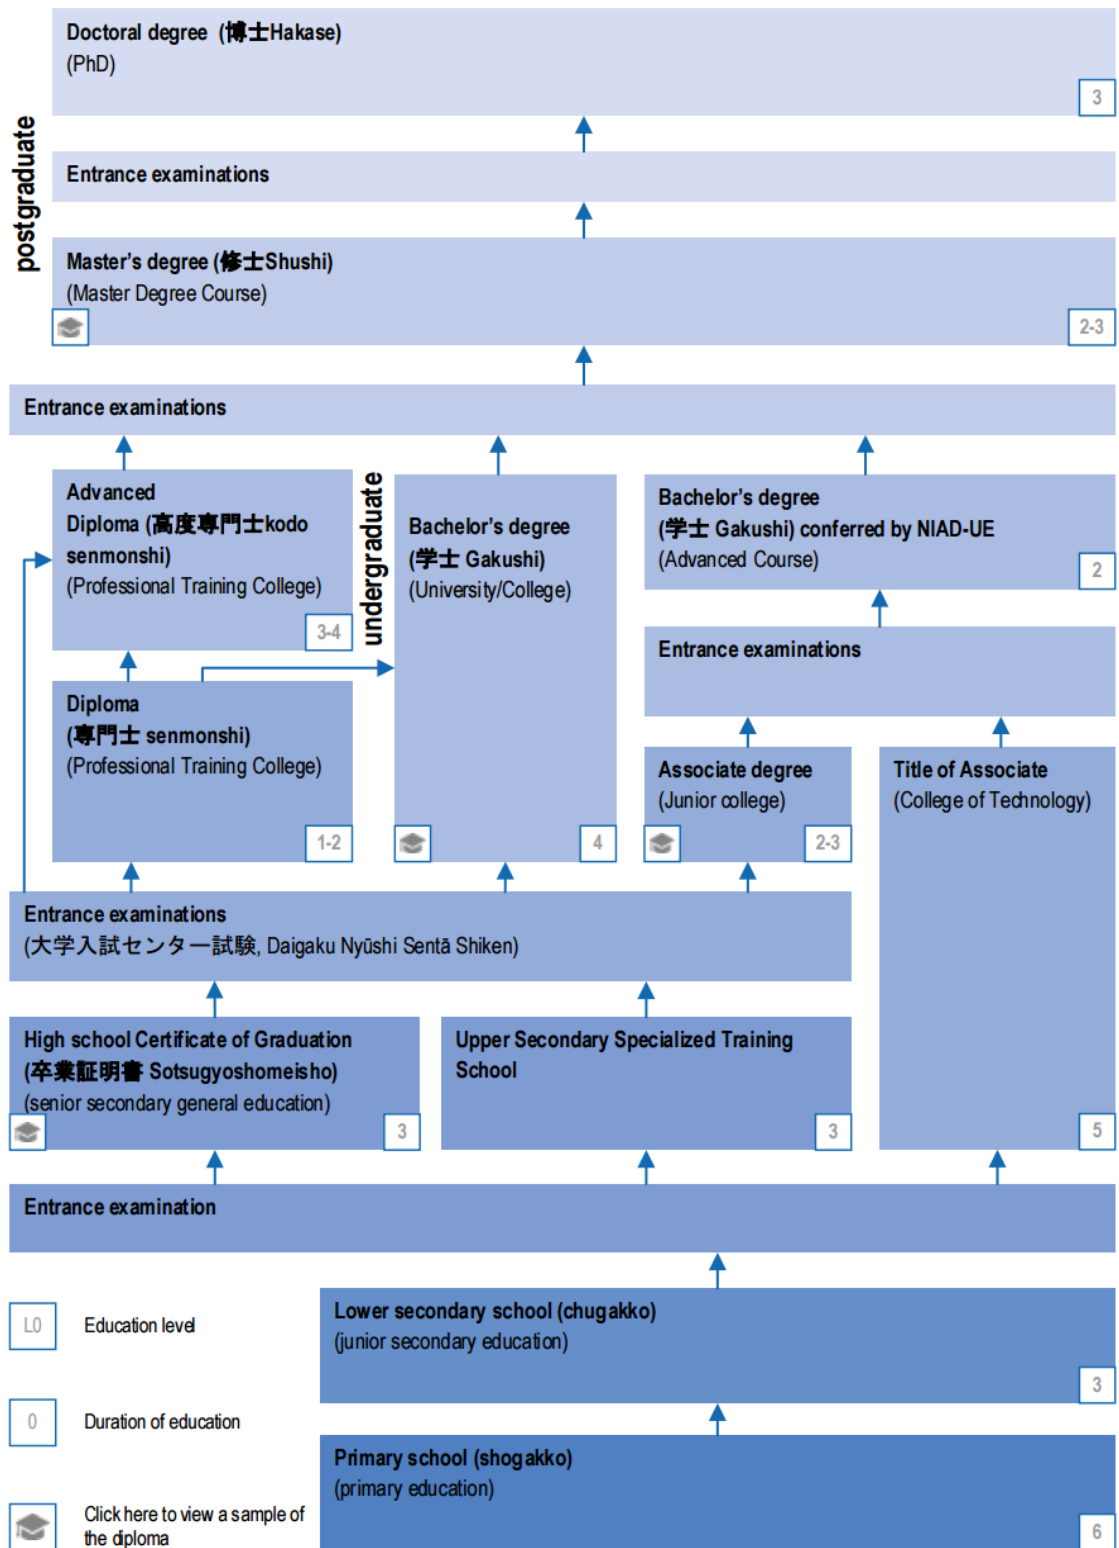 Doctoral degree (博士Hakase)
(PhD)
3
postgraduate
Entrance examinations
Master's degree (修士Shushi)
(Master Degree Course)
2-3
Entrance examinations
Advanced
Diploma (高度専門士kodo
senmonshi)
(Professional Training College)
3-4
undergraduate
Bachelor's degree
(学士 Gakushi)
(University/College)
4
Bachelor's degree
(学士 Gakushi) conferred by NIAD-UE
(Advanced Course)
2
Entrance examinations
Diploma
(専門士 senmonshi)
(Professional Training College)
1-2
Associate degree
(Junior college)
2-3
Title of Associate
(College of Technology)
5
Entrance examinations
(大学入試センター試験, Daigaku Nyūshi Sentā Shiken)
High school Certificate of Graduation
(卒業証明書 Sotsugyoshomeisho)
(senior secondary general education)
3
Upper Secondary Specialized Training
School
3
Entrance examination
Lower secondary school (chugakko)
(junior secondary education)
3
Primary school (shogakko)
(primary education)
6
L0
Education level
0
Duration of education
Click here to view a sample of
the diploma